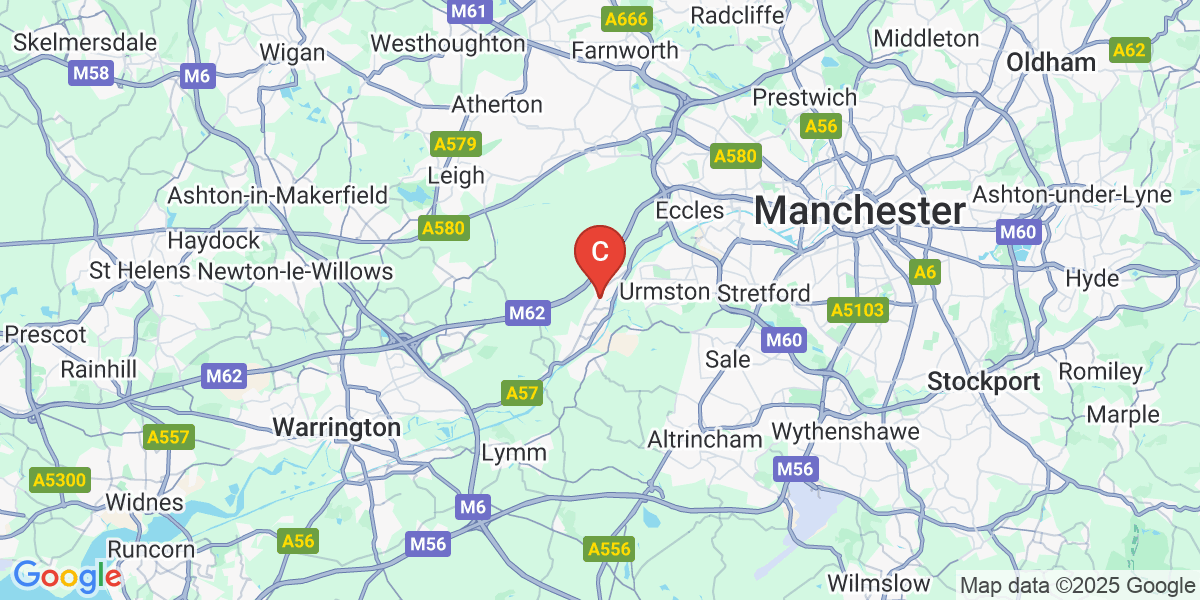 M61
A666
Radcliffe
Skelmersdale
Wigan
Westhoughton
Farnworth
Middleton
Oldham
A62
M58
M6
Atherton
Prestwich
A56
A579
A580
Leigh
Ashton-in-Makerfield
Eccles
Manchester
Ashton-under-Lyne
A580
Haydock
M60
C
St Helens
Newton-le-Willows
A6
Hyde
Urmston
Stretford
M62
A5103
Prescot
M60
Rainhill
M62
Sale
Stockport
Romiley
A57
Warrington
Marple
A557
Lymm
Altrincham
Wythenshawe
A5300
M56
Widnes
M6
A56
M56
A556
Runcorn
Google
Wilmslow
Map data ©2025 Google